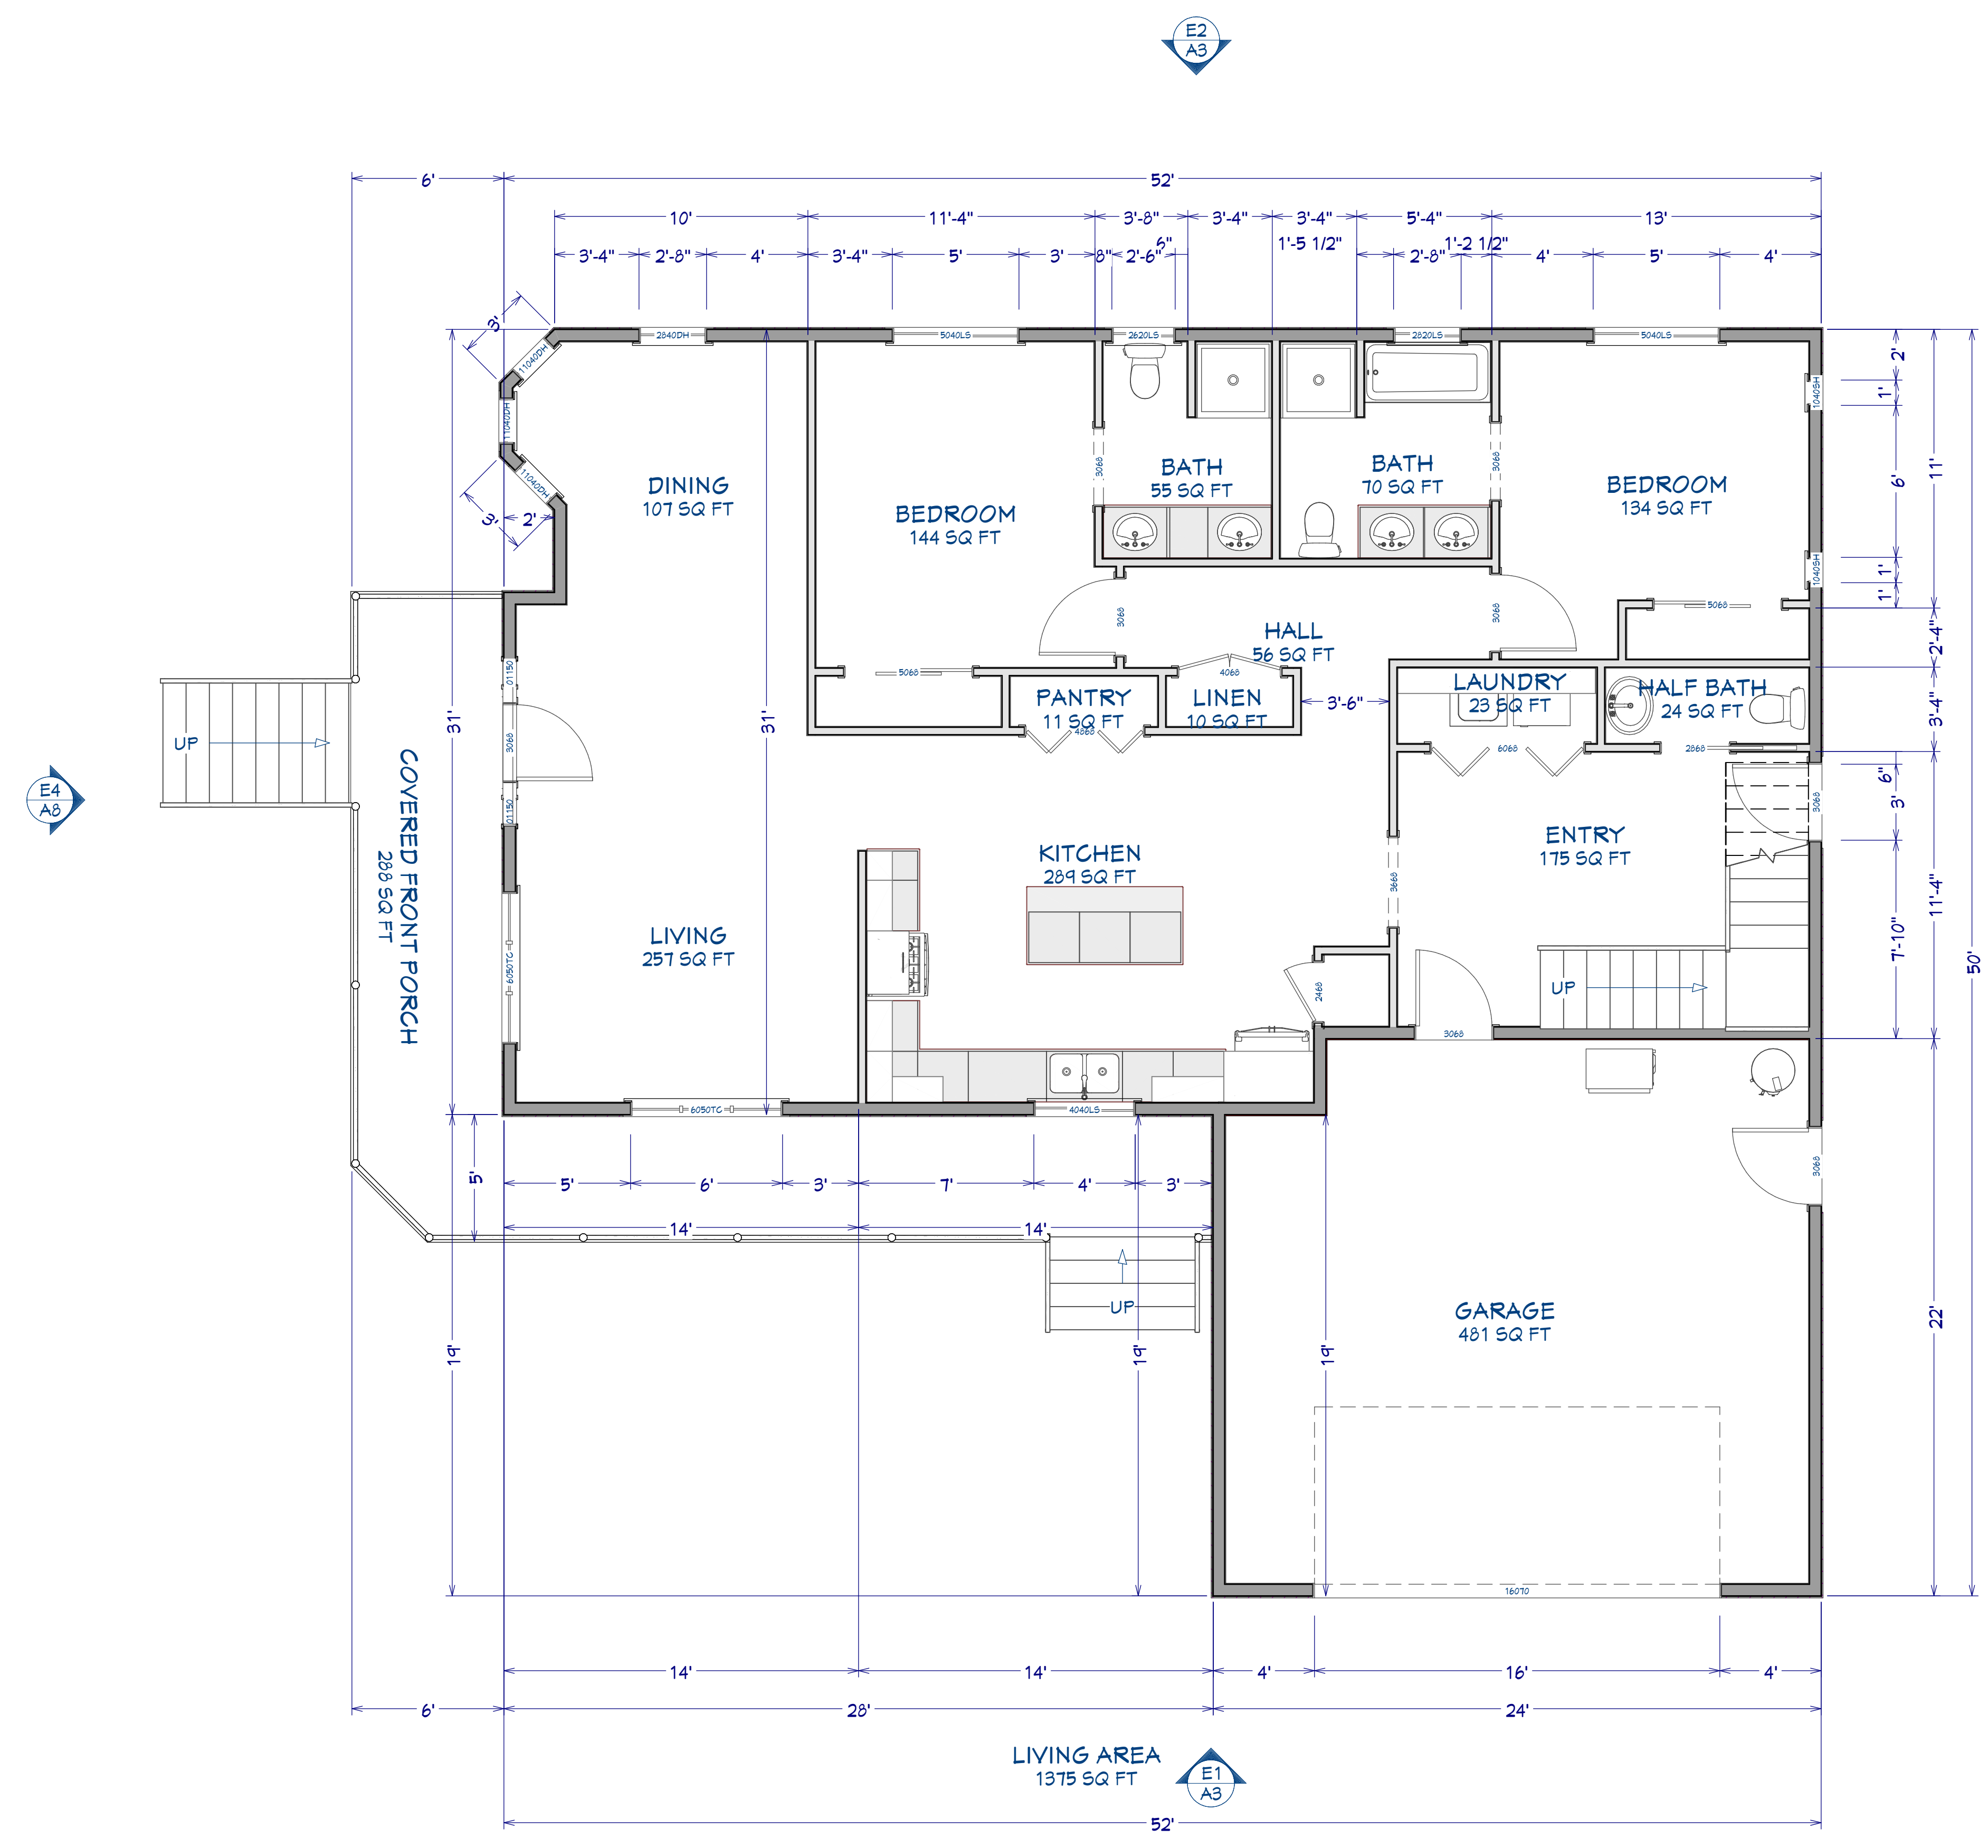 E2
A3
6'
52'
10'
11'-4"
3'-8"
3'-4"
3'-4"
5'-4"
13'
6"
1'-5 1/2"
1'-2 1/2"
3'-4"
2'-8"
4'
3'-4"
5'
3'
8"
2'-6"
2'-8"
4'
5'
4'
3'
11040DH
2840DH
5040LS
2620LS
2820LS
5040LS
2'
1'
1040SH
11040DH
11040DH
3'
2'
DINING
107 SQ FT
BEDROOM
144 SQ FT
3068
BATH
55 SQ FT
BATH
70 SQ FT
3068
BEDROOM
134 SQ FT
6'
11'
1040SH
1'
1'
3068
3068
5068
HALL
56 SQ FT
2'-4"
5068
4068
PANTRY
11 SQ FT
4868
LINEN
10 SQ FT
3'-6"
LAUNDRY
23 SQ FT
HALF BATH
24 SQ FT
3'-4"
6068
2868
31'
31'
01150
3068
01150
UP
E4
A8
COVERED FRONT PORCH
288 SQ FT
6"
3'
3068
ENTRY
175 SQ FT
KITCHEN
289 SQ FT
3668
11'-4"
7'-10"
50'
LIVING
257 SQ FT
6050TC
2468
UP
3068
6050TC
4040LS
3068
5'
5'
6'
3'
7'
4'
3'
14'
14'
UP
19'
19'
19'
GARAGE
481 SQ FT
22'
16070
14'
14'
4'
16'
4'
6'
28'
24'
LIVING AREA
1375 SQ FT
E1
A3
52'